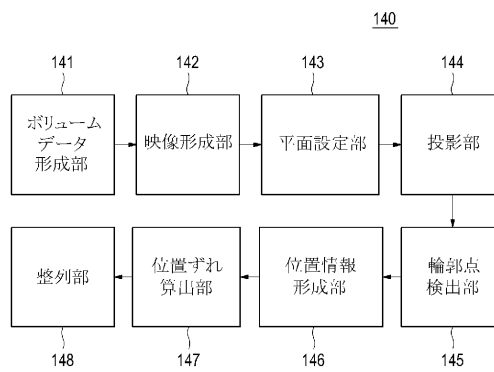 140
141
142
143
144
ボリューム
データ
形成部
映像形成部
平面設定部
投影部
整列部
位置ずれ
算出部
位置情報
形成部
輪郭点
検出部
148
147
146
145